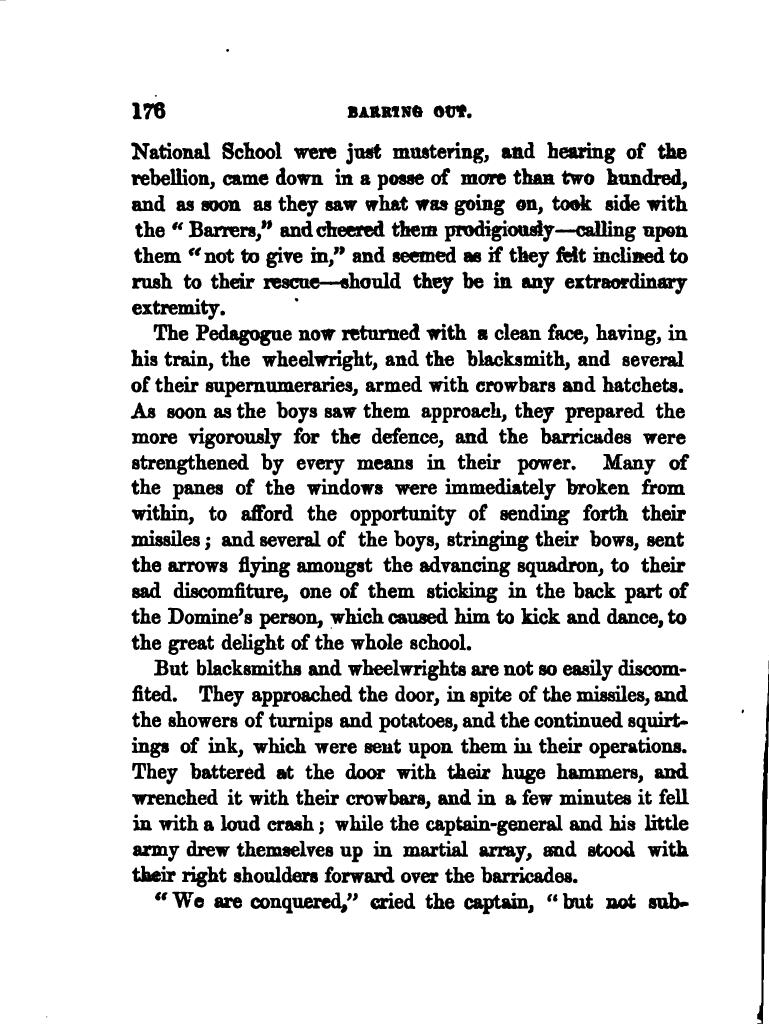 176 BARRING OUT.
National School were just mustering, and hearing of the
rebellion, came down in a posse of more than two hundred,
and as soon as they saw what was going on, took side with
the " Barrers," and cheered them prodigiously—calling upon
them " not to give in," and seemed as if they felt inclined to
rush to their rescue—should they be in any extraordinary
extremity.
The Pedagogue now returned with a clean face, having, in
his train, the wheelwright, and the blacksmith, and several
of their supernumeraries, armed with crowbars and hatchets.
As soon as the boys saw them approach, they prepared the
more vigorously for the defence, and the barricades were
strengthened by every means in their power. Many of
the panes of the windows were immediately broken from
within, to afford the opportunity of sending forth their
missiles ; and several of the boys, stringing their bows, sent
the arrows flying amongst the advancing squadron, to their
sad discomfiture, one of them sticking in the back part of
the Domine's person, which caused him to kick and dance, to
the great delight of the whole school.
But blacksmiths and wheelwrights are not so easily discom-
fited. They approached the door, in spite of the missiles, and
the showers of turnips and potatoes, and the continued squirt-
ings of ink, which were sent upon them in their operations.
They battered at the door with their huge hammers, and
wrenched it with their crowbars, and in a few minutes it fell
in with a loud crash ; while the captain-general and his little
army drew themselves up in martial array, and stood with
their right shoulders forward over the barricades.
" We are conquered," cried the captain, " but not sub-